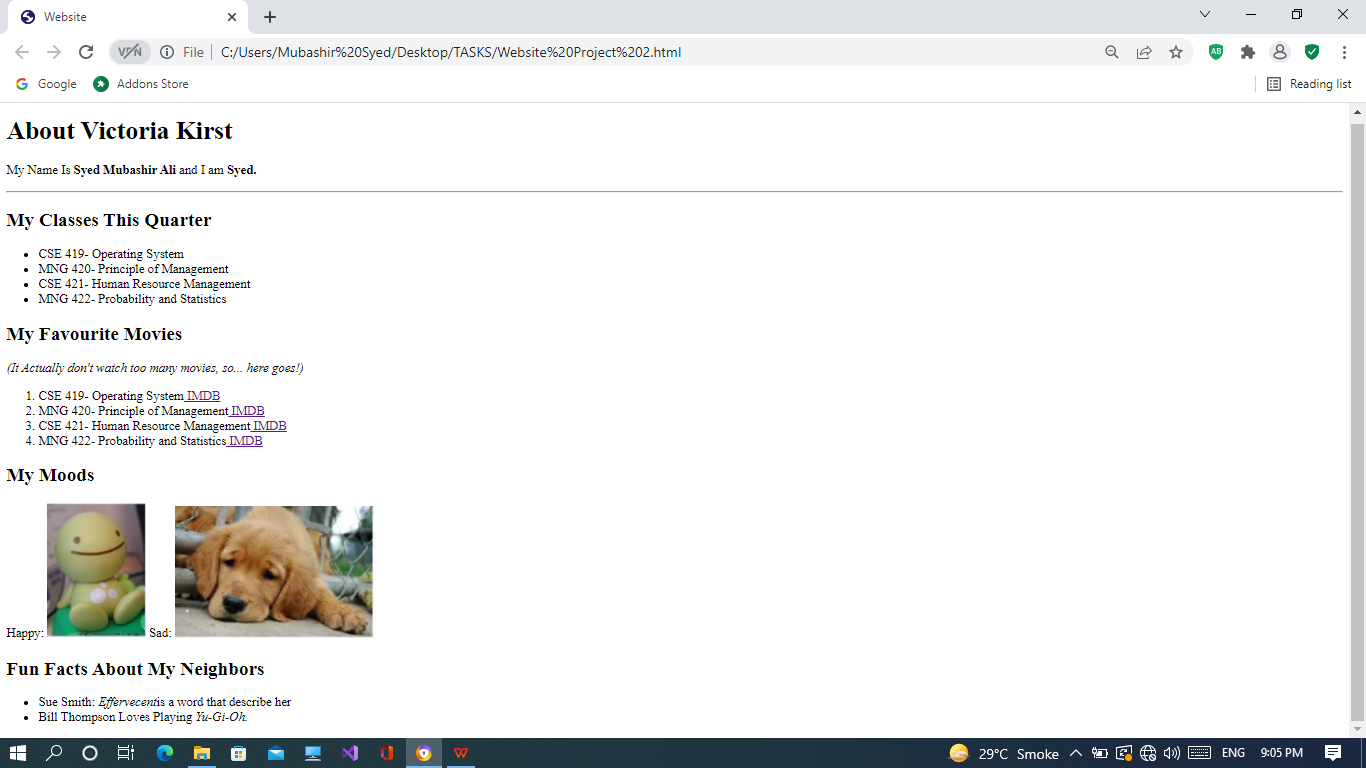 Website
VPN
File
C:/Users/Mubashir%20Syed/Desktop/TASKS/Website%20Project%202.html
AB
Google
Addons Store
Reading list
About Victoria Kirst
My Name Is Syed Mubashir Ali and I am Syed.
My Classes This Quarter
CSE 419- Operating System
MNG 420- Principle of Management
CSE 421- Human Resource Management
MNG 422- Probability and Statistics
My Favourite Movies
(It Actually don't watch too many movies, so... here goes!)
1. CSE 419- Operating System IMDB
2. MNG 420- Principle of Management IMDB
3. CSE 421- Human Resource Management IMDB
4. MNG 422- Probability and Statistics IMDB
My Moods
Happy: Sad:
Fun Facts About My Neighbors
Sue Smith: Effervecentis a word that describe her
Bill Thompson Loves Playing Yu-Gi-Oh.
29°C Smoke ENG 9:05 PM